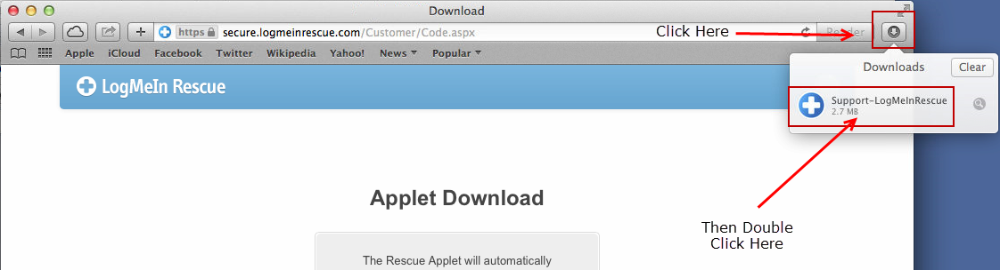 Download
https secure.logmeinrescue.com/Customer/Code.aspx
Click Here
Reader
Apple iCloud Facebook Twitter Wikipedia Yahoo! News Popular
Downloads Clear
LogMeIn Rescue
Support-LogMeInRescue
2.7 MB
Applet Download
Then Double
Click Here
The Rescue Applet will automatically